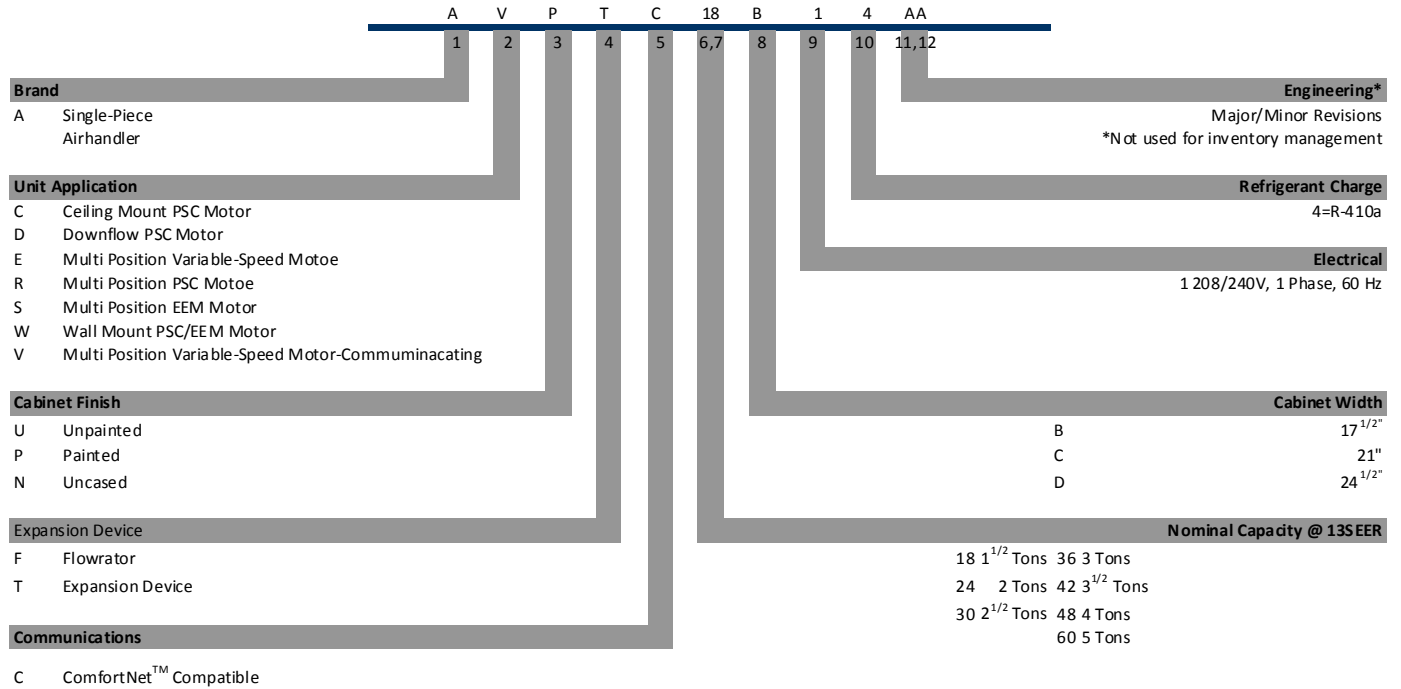 A V P T C 18 B 1 4 AA
1 2 3 4 5 6,7 8 9 10 11,12
Brand
A Single-Piece
Airhandler
Engineering*
Major/Minor Revisions
*Not used for inventory management
Unit Application
C Ceiling Mount PSC Motor
D Downflow PSC Motor
E Multi Position Variable-Speed Motoe
R Multi Position PSC Motoe
S Multi Position EEM Motor
W Wall Mount PSC/EEM Motor
V Multi Position Variable-Speed Motor-Commuminacating
Refrigerant Charge
4=R-410a
Electrical
1 208/240V, 1 Phase, 60 Hz
Cabinet Finish
U Unpainted
P Painted
N Uncased
Cabinet Width
B 17 1/2"
C 21"
D 24 1/2"
Expansion Device
F Flowrator
T Expansion Device
Nominal Capacity @ 13SEER
18 1 1/2 Tons 36 3 Tons
24 2 Tons 42 3 1/2 Tons
30 2 1/2 Tons 48 4 Tons
60 5 Tons
Communications
C ComfortNet™ Compatible